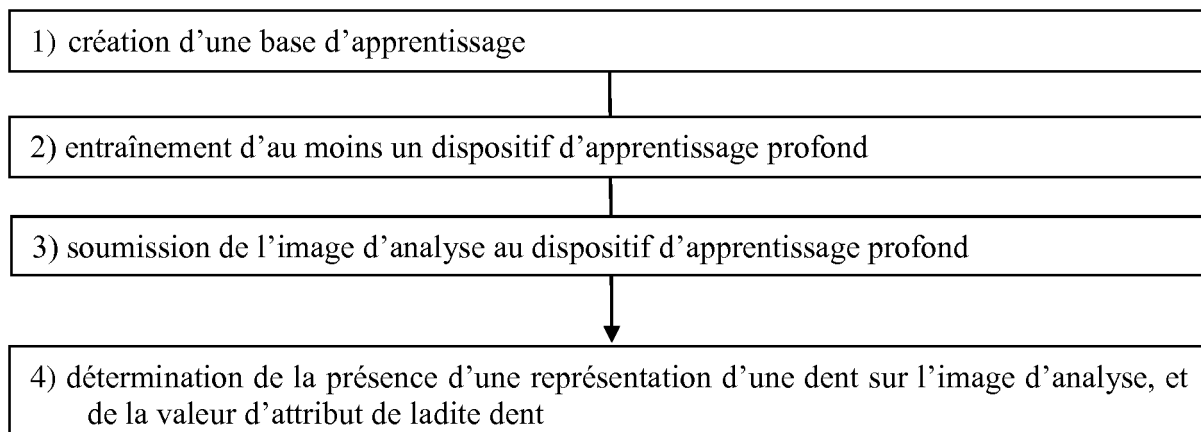 1) création d’une base d’apprentissage
2) entraînement d’au moins un dispositif d’apprentissage profond
3) soumission de l’image d’analyse au dispositif d’apprentissage profond
4) détermination de la présence d’une représentation d’une dent sur l’image d’analyse, et
de la valeur d’attribut de ladite dent